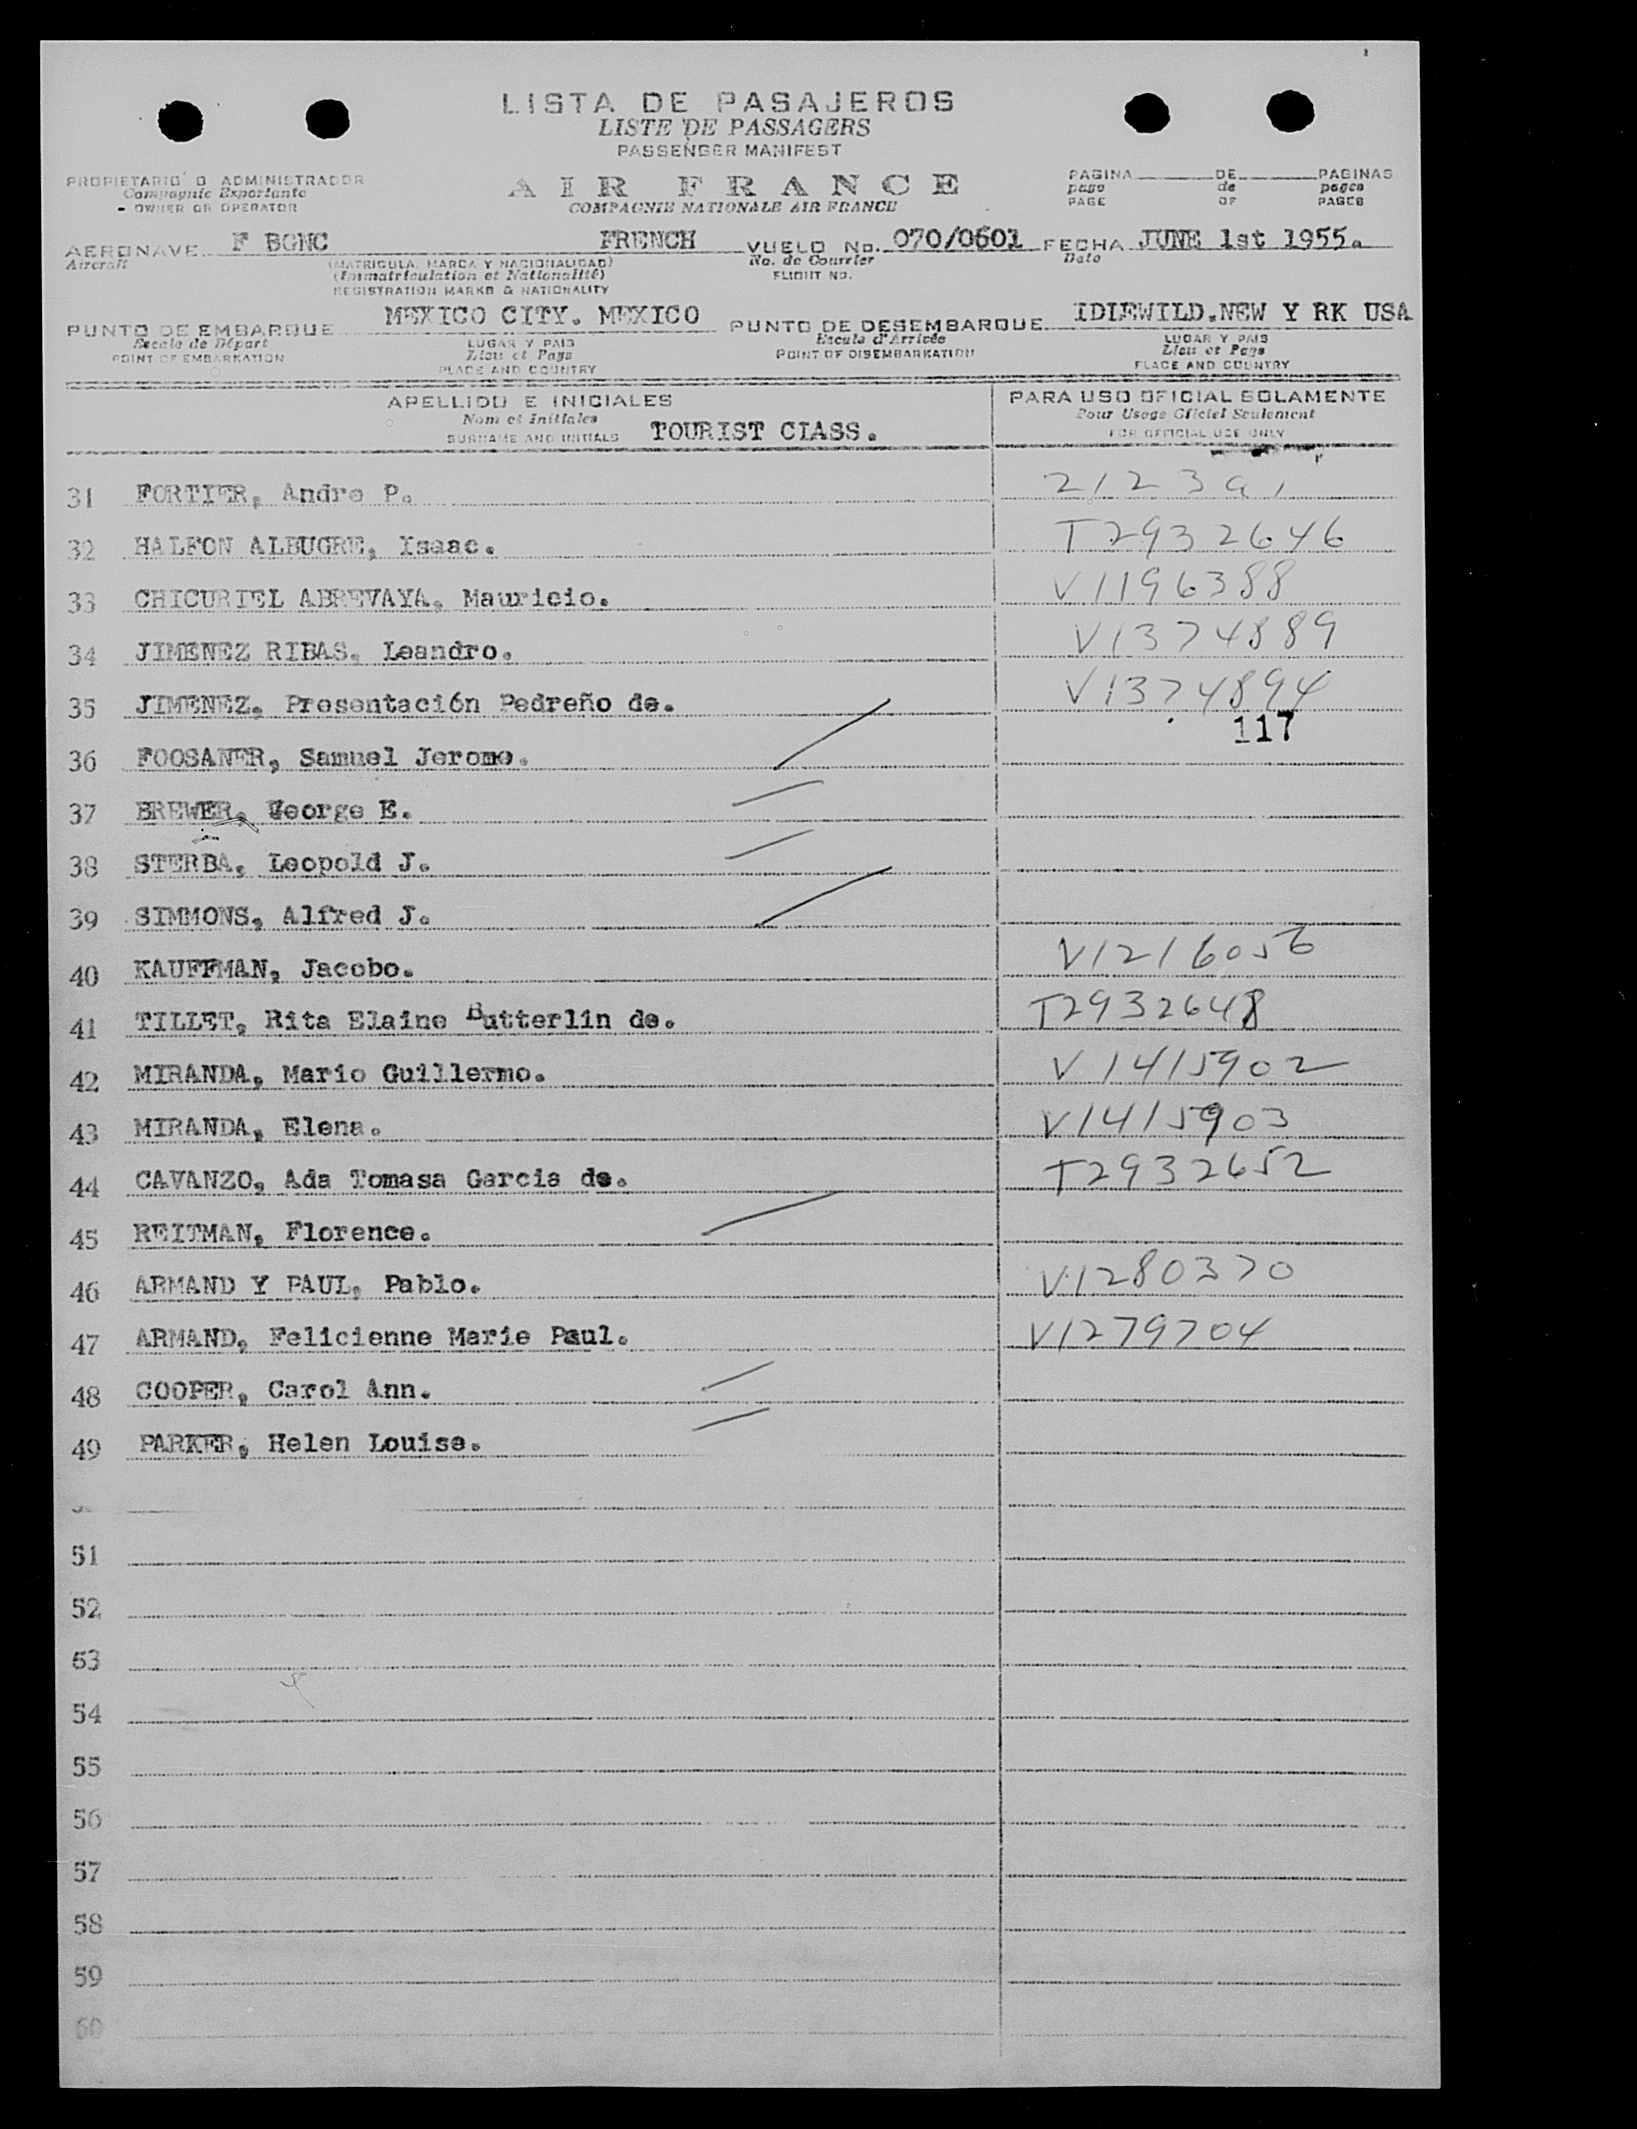 LISTA DE PASAJEROS
LISTE DE PASSAGERS
PASSENGER MANIFEST
PROPIETARIO O ADMINISTRADOR
Compagnie Exportante
- OWNER OR OPERATOR
AIR FRANCE
COMPAGNIE NATIONALE AIR FRANCE
PAGINA DE PAGINAS
page de pages
PAGE OF PAGES
AERONAVE F BGNC FRENCH VUELO No. 070/0601 FECHA JUNE 1st 1955.
Aircraft (MATRICULA, MARCA Y NACIONALIDAD) No. de Courrier Date
(Immatriculation et Nationalité) FLIGHT No.
REGISTRATION MARKS & NATIONALITY
PUNTO DE EMBARQUE MEXICO CITY. MEXICO PUNTO DE DESEMBARQUE IDLEWILD.NEW Y RK USA
Escale de Départ LUGAR Y PAIS Escale d'Arrivée LUGAR Y PAIS
POINT OF EMBARKATION Lieu et Pays POINT OF DISEMBARKATION Lieu et Pays
PLACE AND COUNTRY PLACE AND COUNTRY
APELLIDO E INICIALES PARA USO OFICIAL SOLAMENTE
Nom et Initiales Pour Usage Officiel Seulement
SURNAME AND INITIALS TOURIST CLASS. FOR OFFICIAL USE ONLY
31 FORTIER, Andre P.
32 HALFON ALBUGRE, Isaac. T2932646
33 CHICURIEL ABREVAYA, Mauricio. V1196388
34 JIMENEZ RIBAS, Leandro. V1374889
35 JIMENEZ, Presentación Pedreño de. V1374894
117
36 FOOSANER, Samuel Jerome.
37 BREWER, George E.
38 STERBA, Leopold J.
39 SIMMONS, Alfred J.
40 KAUFFMAN, Jacobo. V1216056
41 TILLET, Rita Elaine Butterlin de. T2932648
42 MIRANDA, Mario Guillermo. V1415902
43 MIRANDA, Elena. V1415903
44 CAVANZO, Ada Tomasa Garcia de. T2932652
45 REITMAN, Florence.
46 ARMAND Y PAUL, Pablo. V1280370
47 ARMAND, Felicienne Marie Paul. V1279704
48 COOPER, Carol Ann.
49 PARKER, Helen Louise.
51
52
53
54
55
56
57
58
59
60